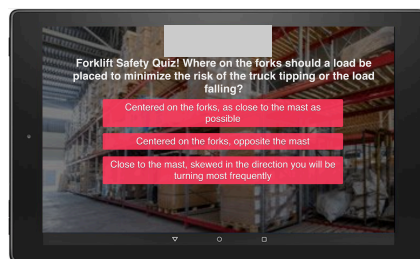 Forklift Safety Quiz! Where on the forks should a load be
placed to minimize the risk of the truck tipping or the load
falling?
Centered on the forks, as close to the mast as
possible
Centered on the forks, opposite the mast
Close to the mast, skewed in the direction you will be
turning most frequently